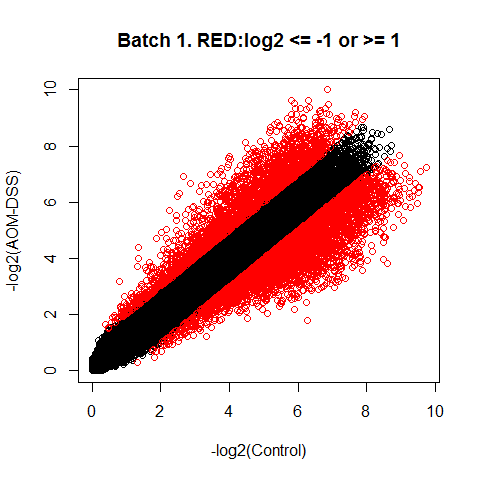 Batch 1. RED:log2 <= -1 or >= 1
-log2(AOM-DSS)
10
8
6
4
2
0
0 2 4 6 8 10
-log2(Control)